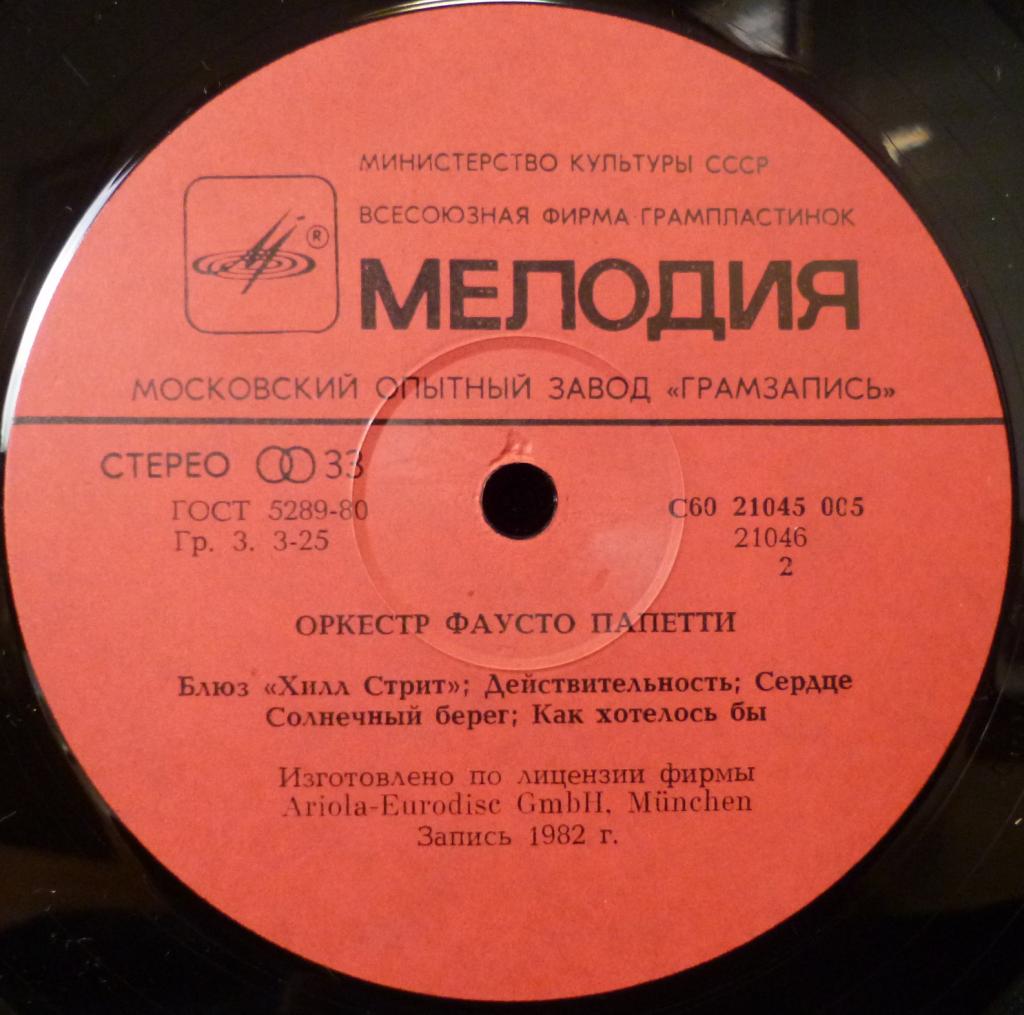 МИНИСТЕРСТВО КУЛЬТУРЫ СССР
ВСЕСОЮЗНАЯ ФИРМА ГРАМПЛАСТИНОК
®
МЕЛОДИЯ
МОСКОВСКИЙ ОПЫТНЫЙ ЗАВОД «ГРАМЗАПИСЬ»
СТЕРЕО 33
ГОСТ 5289-80
Гр. 3. 3-25
С60 21045 005
21046
2
ОРКЕСТР ФАУСТО ПАПЕТТИ
Блюз «Хилл Стрит»; Действительность; Сердце
Солнечный берег; Как хотелось бы
Изготовлено по лицензии фирмы
Ariola-Eurodisc GmbH, München
Запись 1982 г.